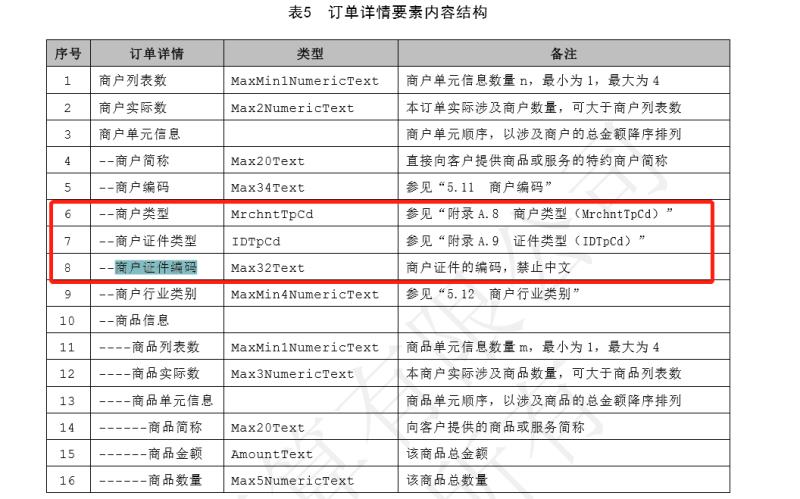 表5 订单详情要素内容结构
序号 订单详情 类型 备注
1 商户列表数 MaxMin1NumericText 商户单元信息数量 n，最小为 1，最大为 4
2 商户实际数 Max2NumericText 本订单实际涉及商户数量，可大于商户列表数
3 商户单元信息 商户单元顺序，以涉及商户的总金额降序排列
4 --商户简称 Max20Text 直接向客户提供商品或服务的特约商户简称
5 --商户编码 Max34Text 参见“5.11 商户编码”
6 --商户类型 MrchntTpCd 参见“附录 A.8 商户类型（MrchntTpCd）”
7 --商户证件类型 IDTpCd 参见“附录 A.9 证件类型（IDTpCd）”
8 --商户证件编码 Max32Text 商户证件的编码，禁止中文
9 --商户行业类别 MaxMin4NumericText 参见“5.12 商户行业类别”
10 --商品信息
11 ----商品列表数 MaxMin1NumericText 商品单元信息数量 m，最小为 1，最大为 4
12 ----商品实际数 Max3NumericText 本商户实际涉及商品数量，可大于商品列表数
13 ----商品单元信息 商品单元顺序，以涉及商品的总金额降序排列
14 ------商品简称 Max20Text 向客户提供的商品或服务简称
15 ------商品金额 AmountText 该商品总金额
16 ------商品数量 Max5NumericText 该商品总数量
算有限公司
所有